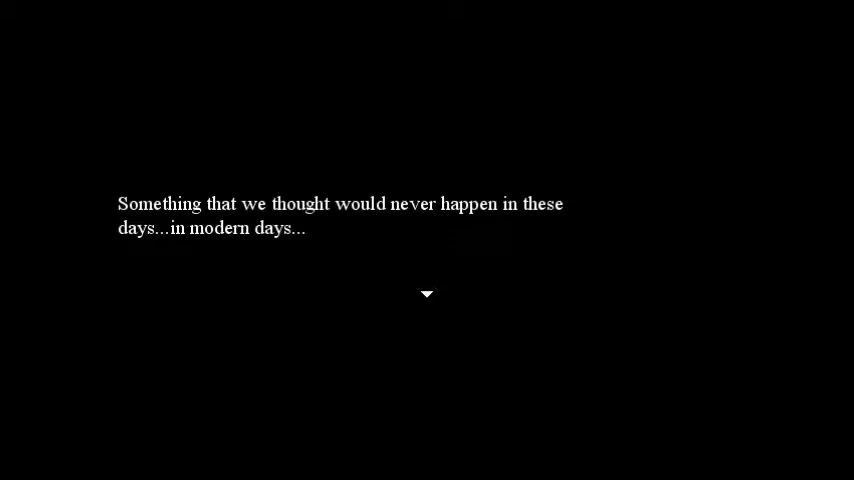 Something that we thought would never happen in these
days...in modern days...